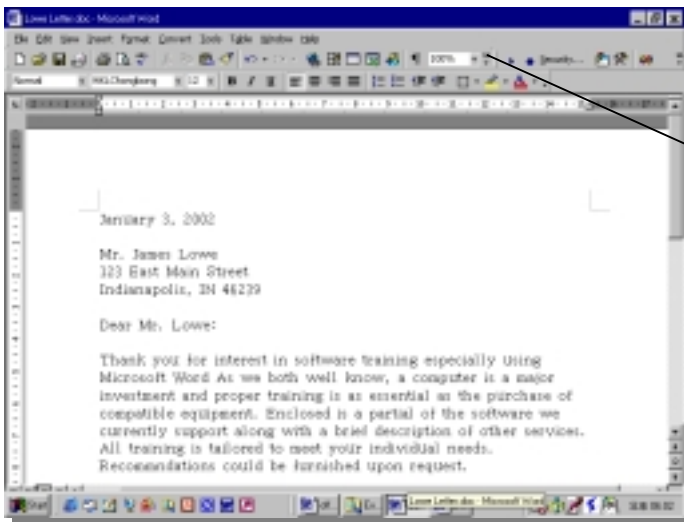 Lowe Letter.doc - Microsoft Word
File Edit View Insert Format Convert Tools Table Window Help
100% Security...
Normal 12
January 3, 2002
Mr. James Lowe
123 East Main Street
Indianapolis, IN 46239
Dear Mr. Lowe:
Thank you for interest in software training especially using
Microsoft Word As we both well know, a computer is a major
investment and proper training is as essential as the purchase of
compatible equipment. Enclosed is a partial of the software we
currently support along with a brief description of other services.
All training is tailored to meet your individual needs.
Recommendations could be furnished upon request.
Start Lowe Letter.doc - Microsoft Word